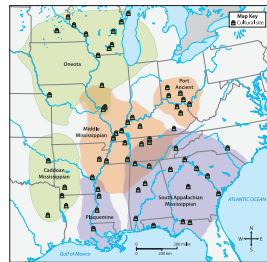 Map Key
Cultural site
Oneota
Fort
Ancient
Middle
Mississippian
Caddoan
Mississippian
South Appalachian
Mississippian
Plaquemine
ATLANTIC OCEAN
Gulf of Mexico
0
200 miles
0
200 km
N
W
E
S